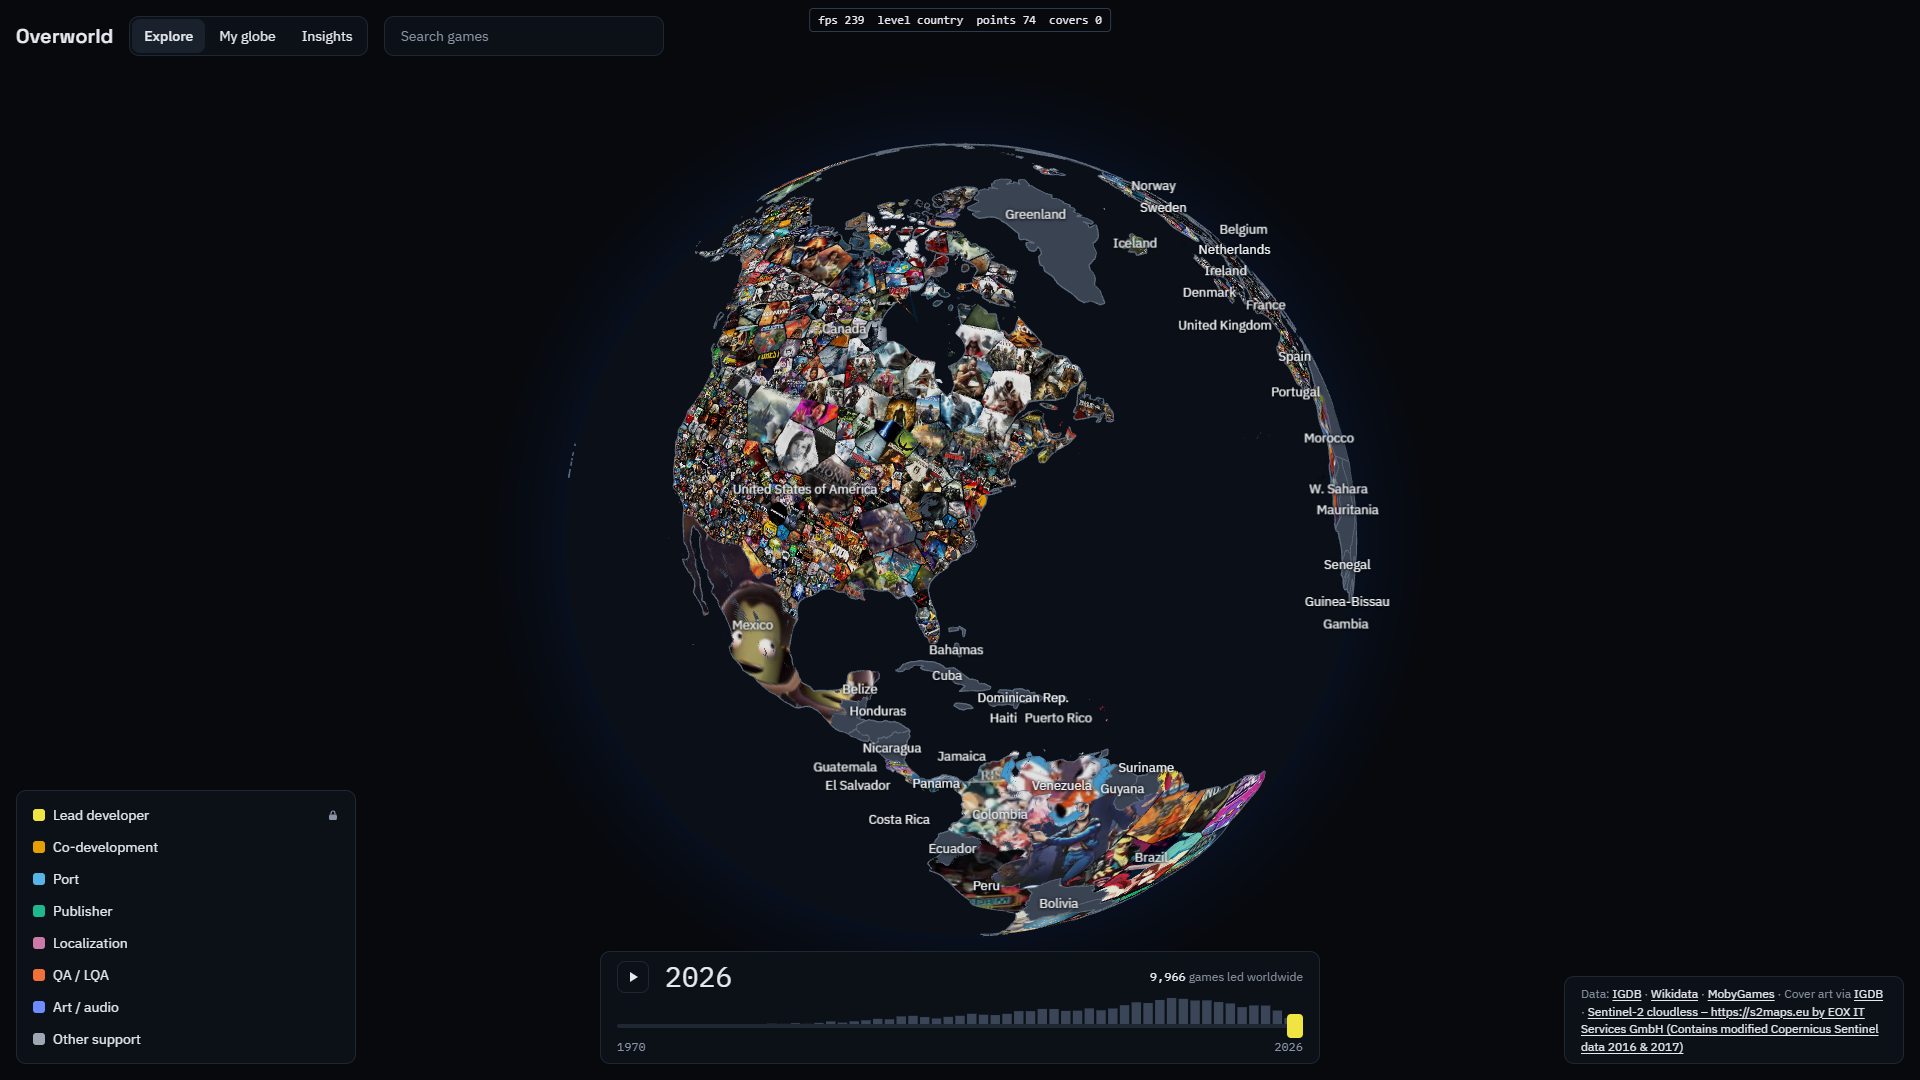 Overworld
Explore
My globe
Insights
Search games
fps 239 level country points 74 covers 0
Norway
Sweden
Greenland
Belgium
Iceland
Netherlands
Ireland
Denmark
France
Canada
United Kingdom
Spain
Portugal
Morocco
United States of America
W. Sahara
Mauritania
Senegal
Guinea-Bissau
Mexico
Gambia
Bahamas
Cuba
Belize
Dominican Rep.
Honduras
Haiti
Puerto Rico
Nicaragua
Jamaica
Guatemala
Suriname
El Salvador
Panama
Venezuela
Guyana
Costa Rica
Colombia
Ecuador
Brazil
Peru
Bolivia
Lead developer
Co-development
Port
Publisher
Localization
QA / LQA
Art / audio
Other support
2026
9,966 games led worldwide
1970
2026
Data: IGDB · Wikidata · MobyGames · Cover art via IGDB
· Sentinel-2 cloudless – https://s2maps.eu by EOX IT
Services GmbH (Contains modified Copernicus Sentinel
data 2016 & 2017)